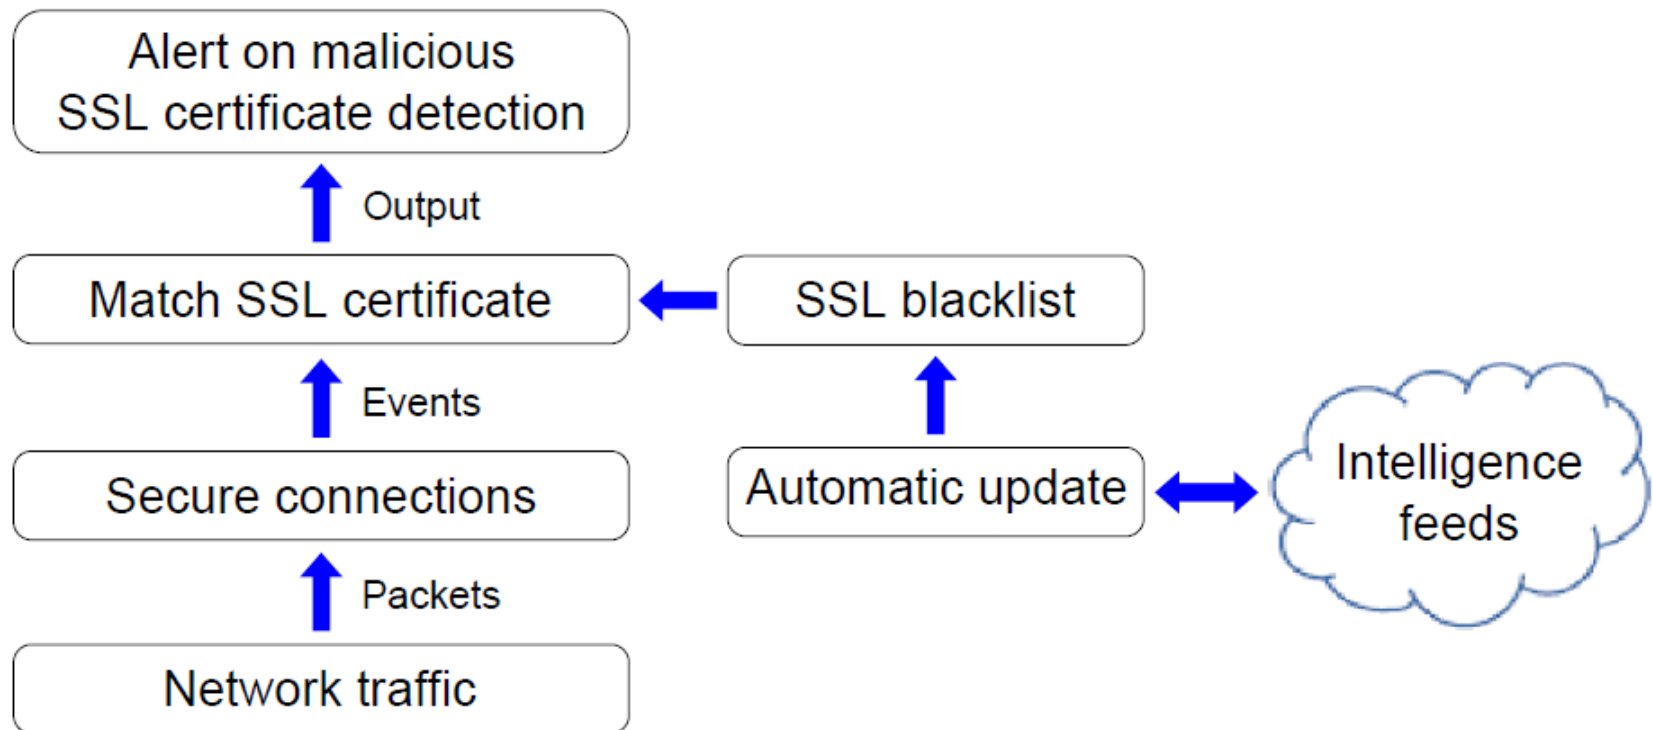 Alert on malicious
SSL certificate detection
Output
Match SSL certificate
SSL blacklist
Events
Secure connections
Automatic update
Intelligence
feeds
Packets
Network traffic